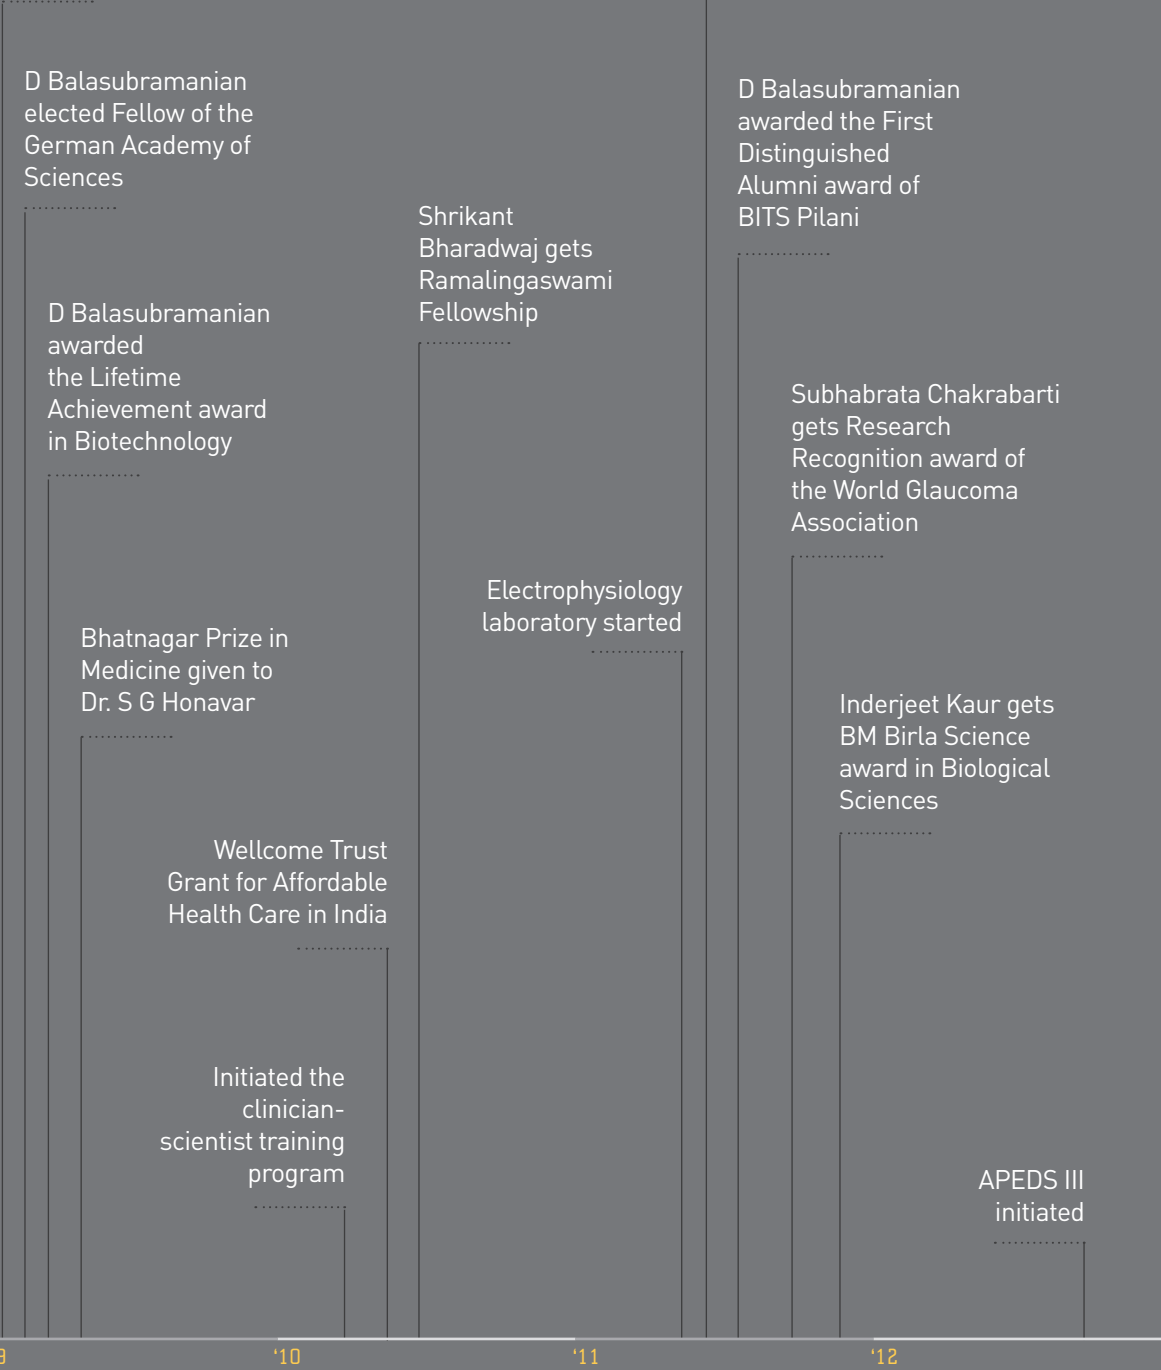 D Balasubramanian
elected Fellow of the
German Academy of
Sciences
D Balasubramanian
awarded
the Lifetime
Achievement award
in Biotechnology
Bhatnagar Prize in
Medicine given to
Dr. S G Honavar
Wellcome Trust
Grant for Affordable
Health Care in India
Initiated the
clinician-
scientist training
program
Shrikant
Bharadwaj gets
Ramalingaswami
Fellowship
Electrophysiology
laboratory started
D Balasubramanian
awarded the First
Distinguished
Alumni award of
BITS Pilani
Subhabrata Chakrabarti
gets Research
Recognition award of
the World Glaucoma
Association
Inderjeet Kaur gets
BM Birla Science
award in Biological
Sciences
APEDS III
initiated
‘10
‘11
‘12